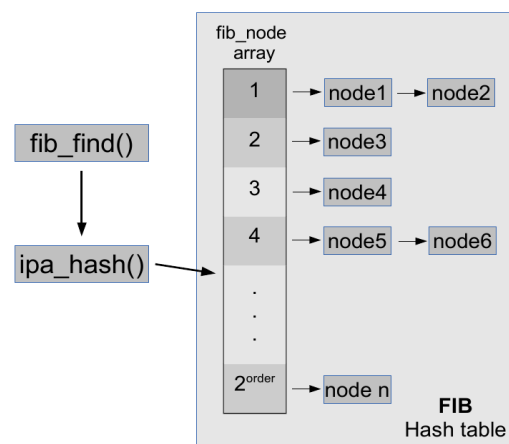 fib_node
array
1
node1
node2
fib_find()
2
node3
3
node4
4
node5
node6
ipa_hash()
.
.
.
2order
node n
FIB
Hash table